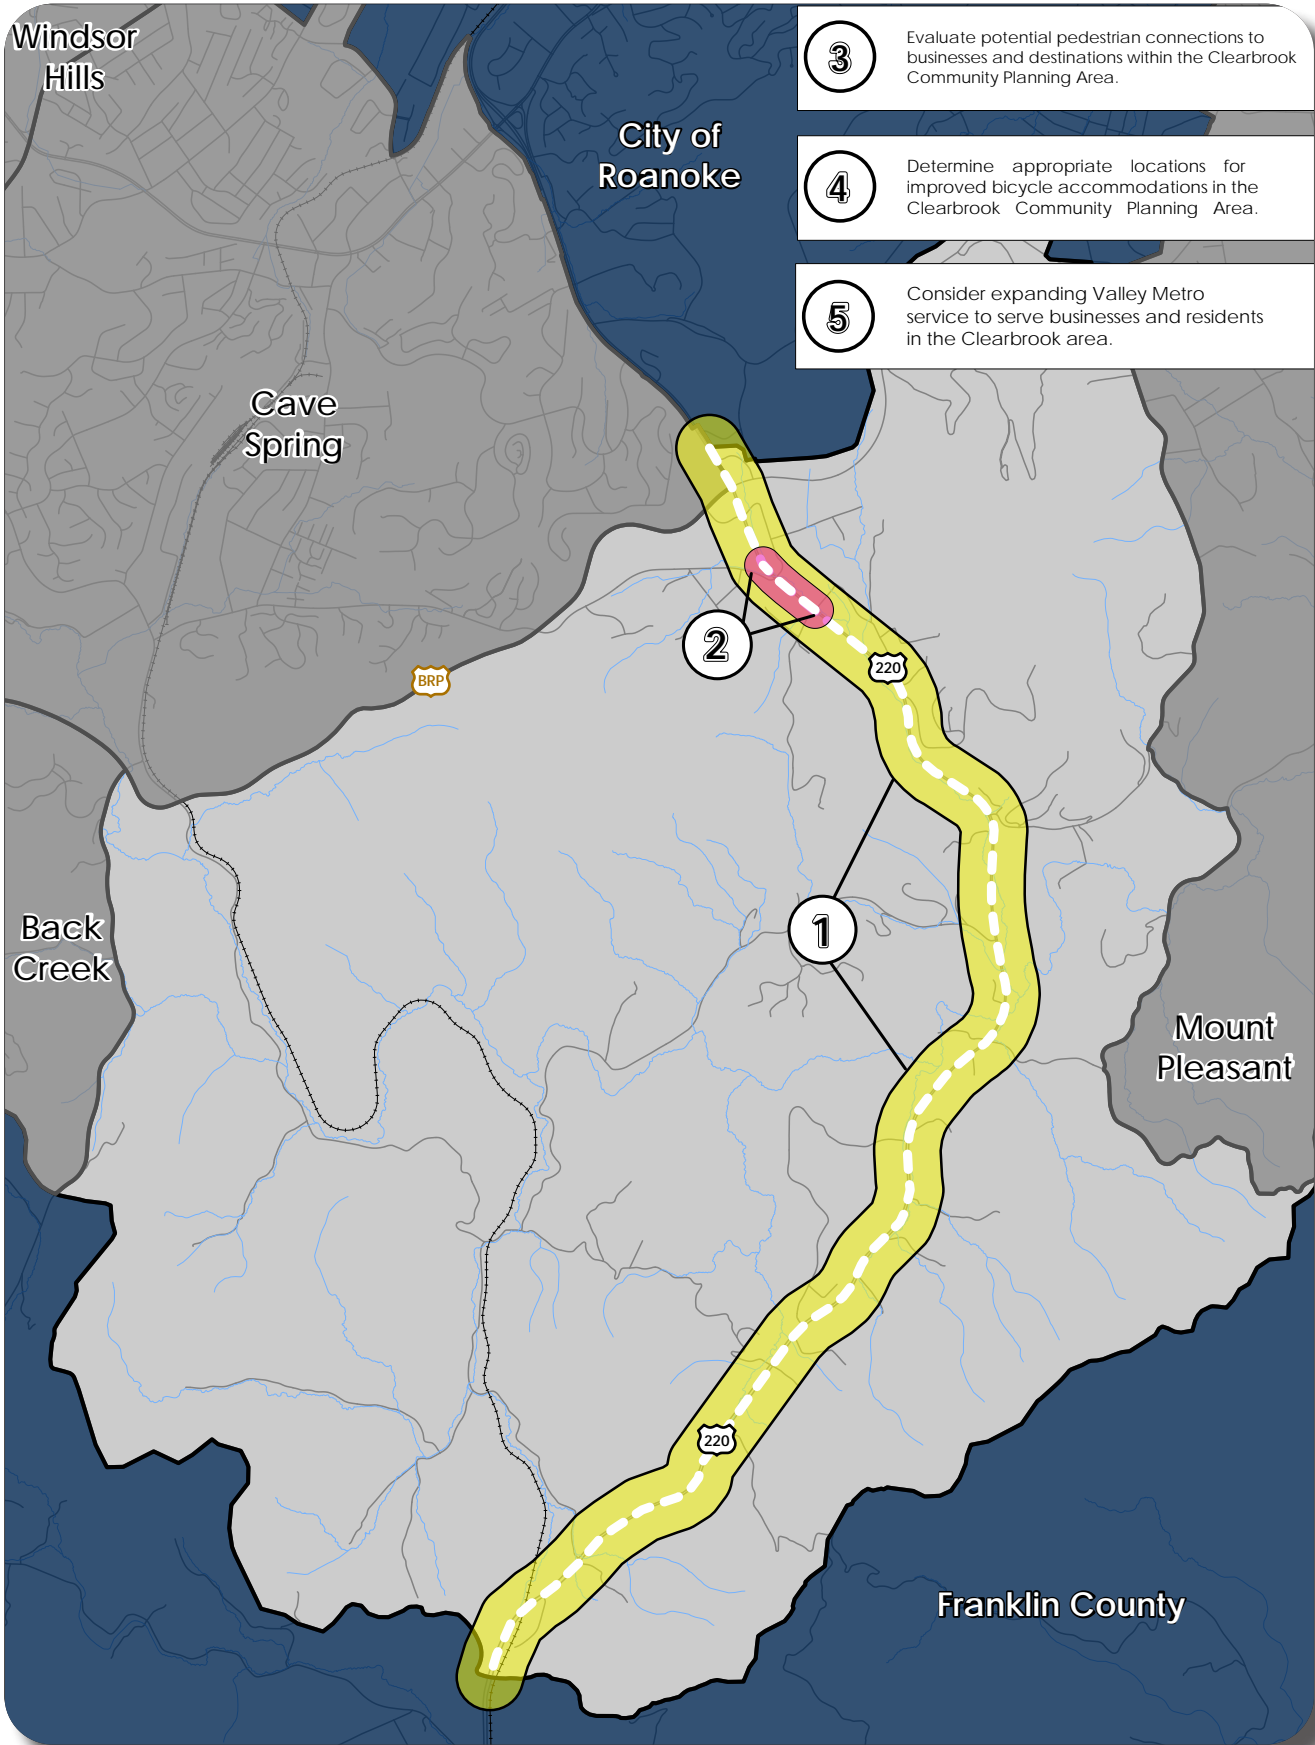 Windsor
Hills
3
Evaluate potential pedestrian connections to
businesses and destinations within the Clearbrook
Community Planning Area.
City of
Roanoke
4
Determine appropriate locations for
improved bicycle accommodations in the
Clearbrook Community Planning Area.
5
Consider expanding Valley Metro
service to serve businesses and residents
in the Clearbrook area.
Cave
Spring
2
220
BRP
1
Back
Creek
Mount
Pleasant
220
Franklin County